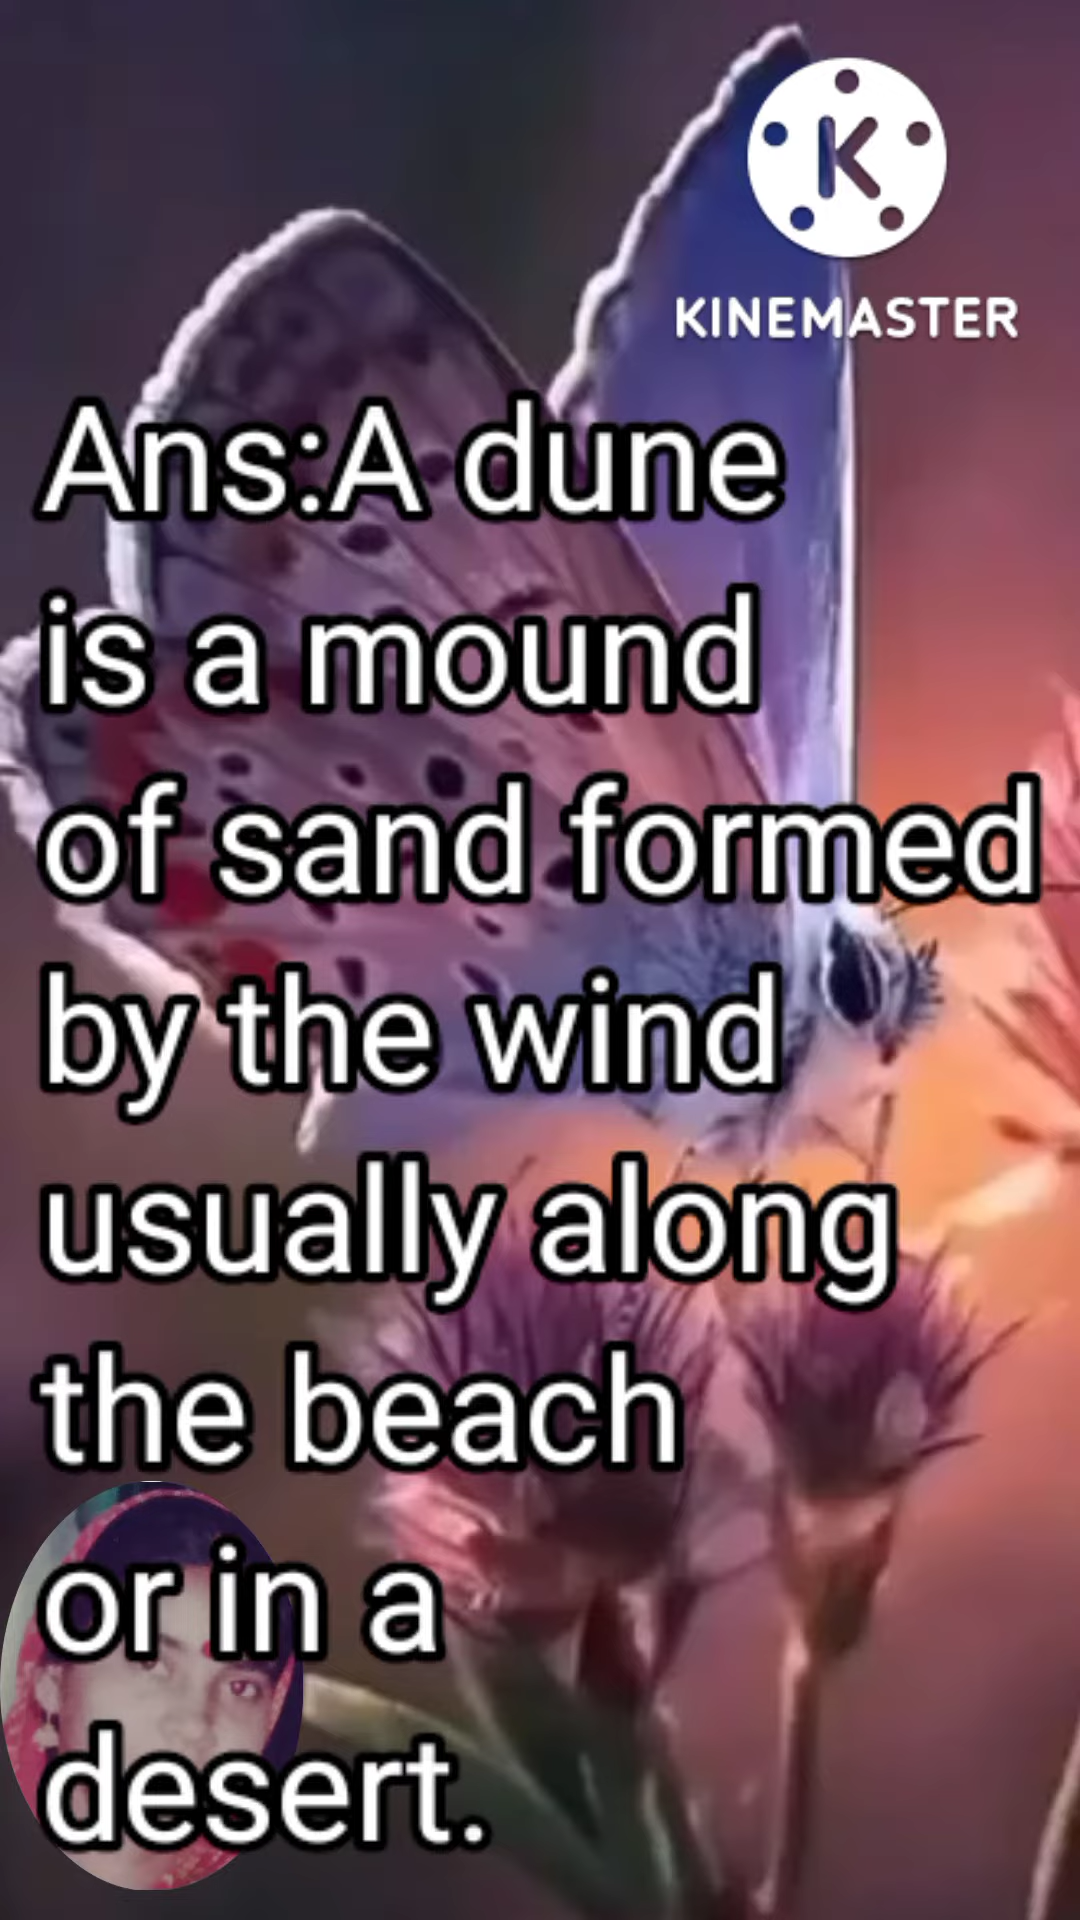 K
KINEMASTER
Ans:A dune
is a mound
of sand formed
by the wind
usually along
the beach
or in a
desert.